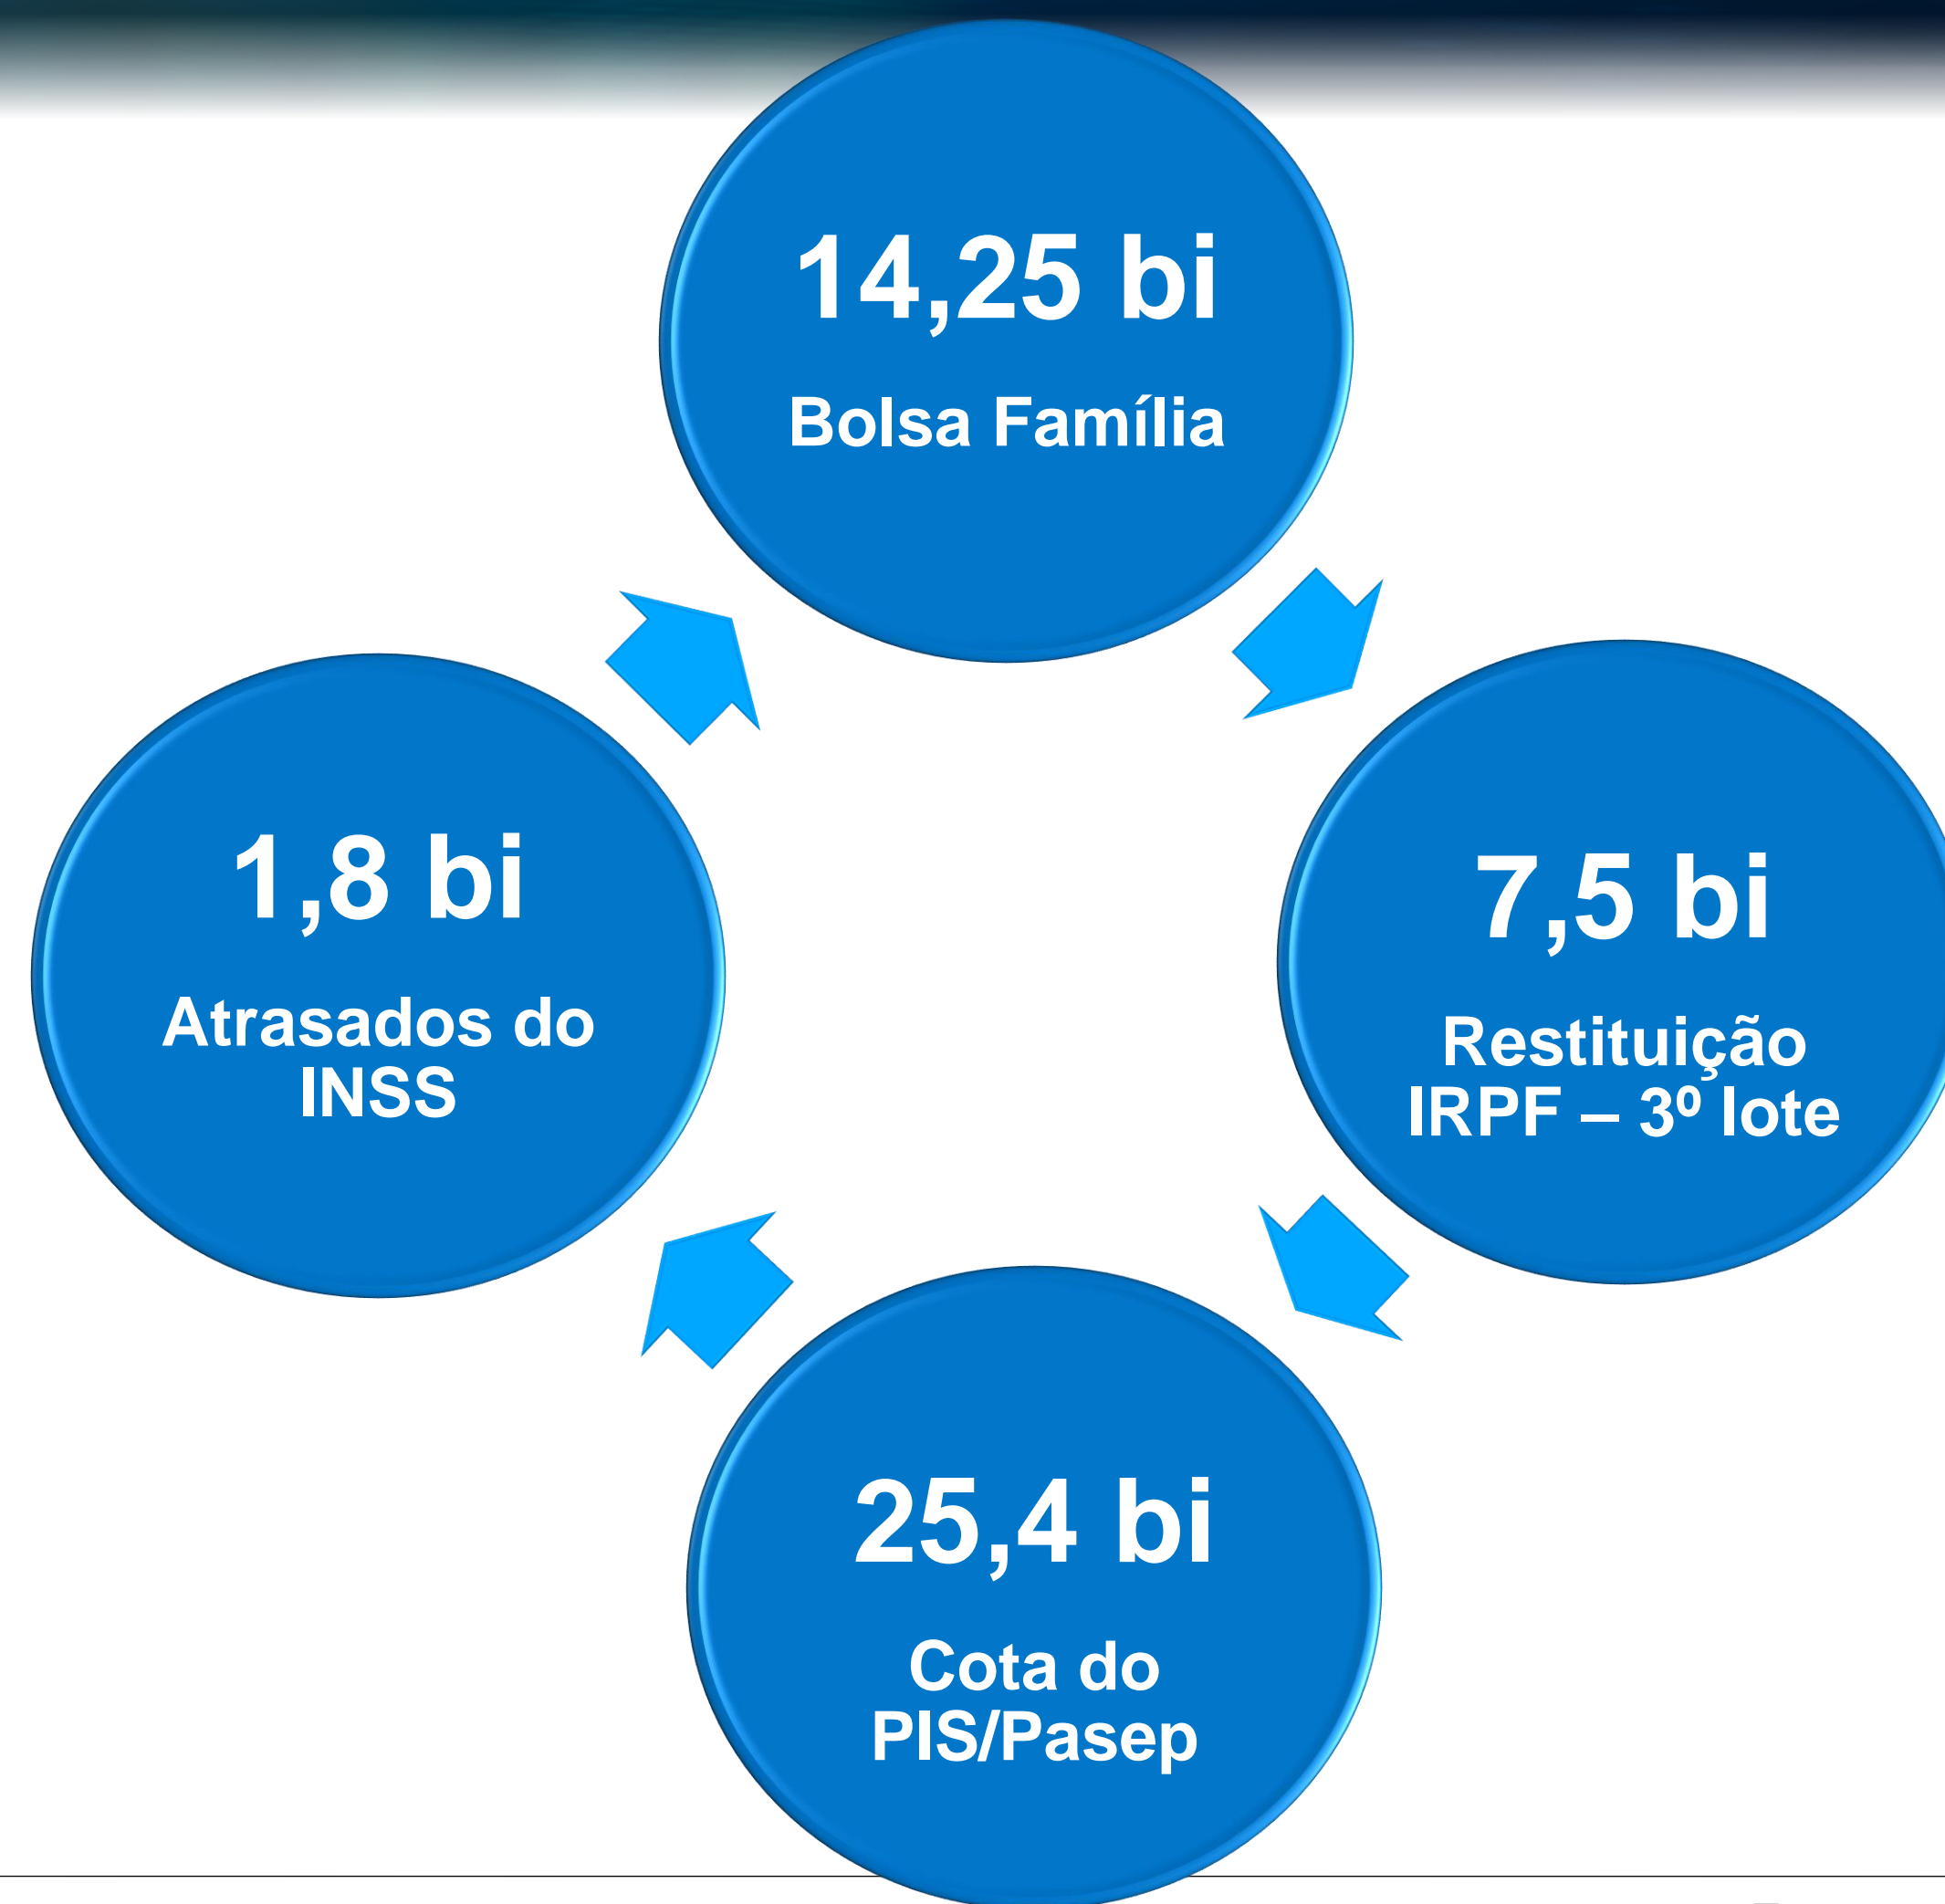 14,25 bi
Bolsa Família
1,8 bi
Atrasados do
INSS
7,5 bi
Restituição
IRPF – 3º lote
25,4 bi
Cota do
PIS/Pasep